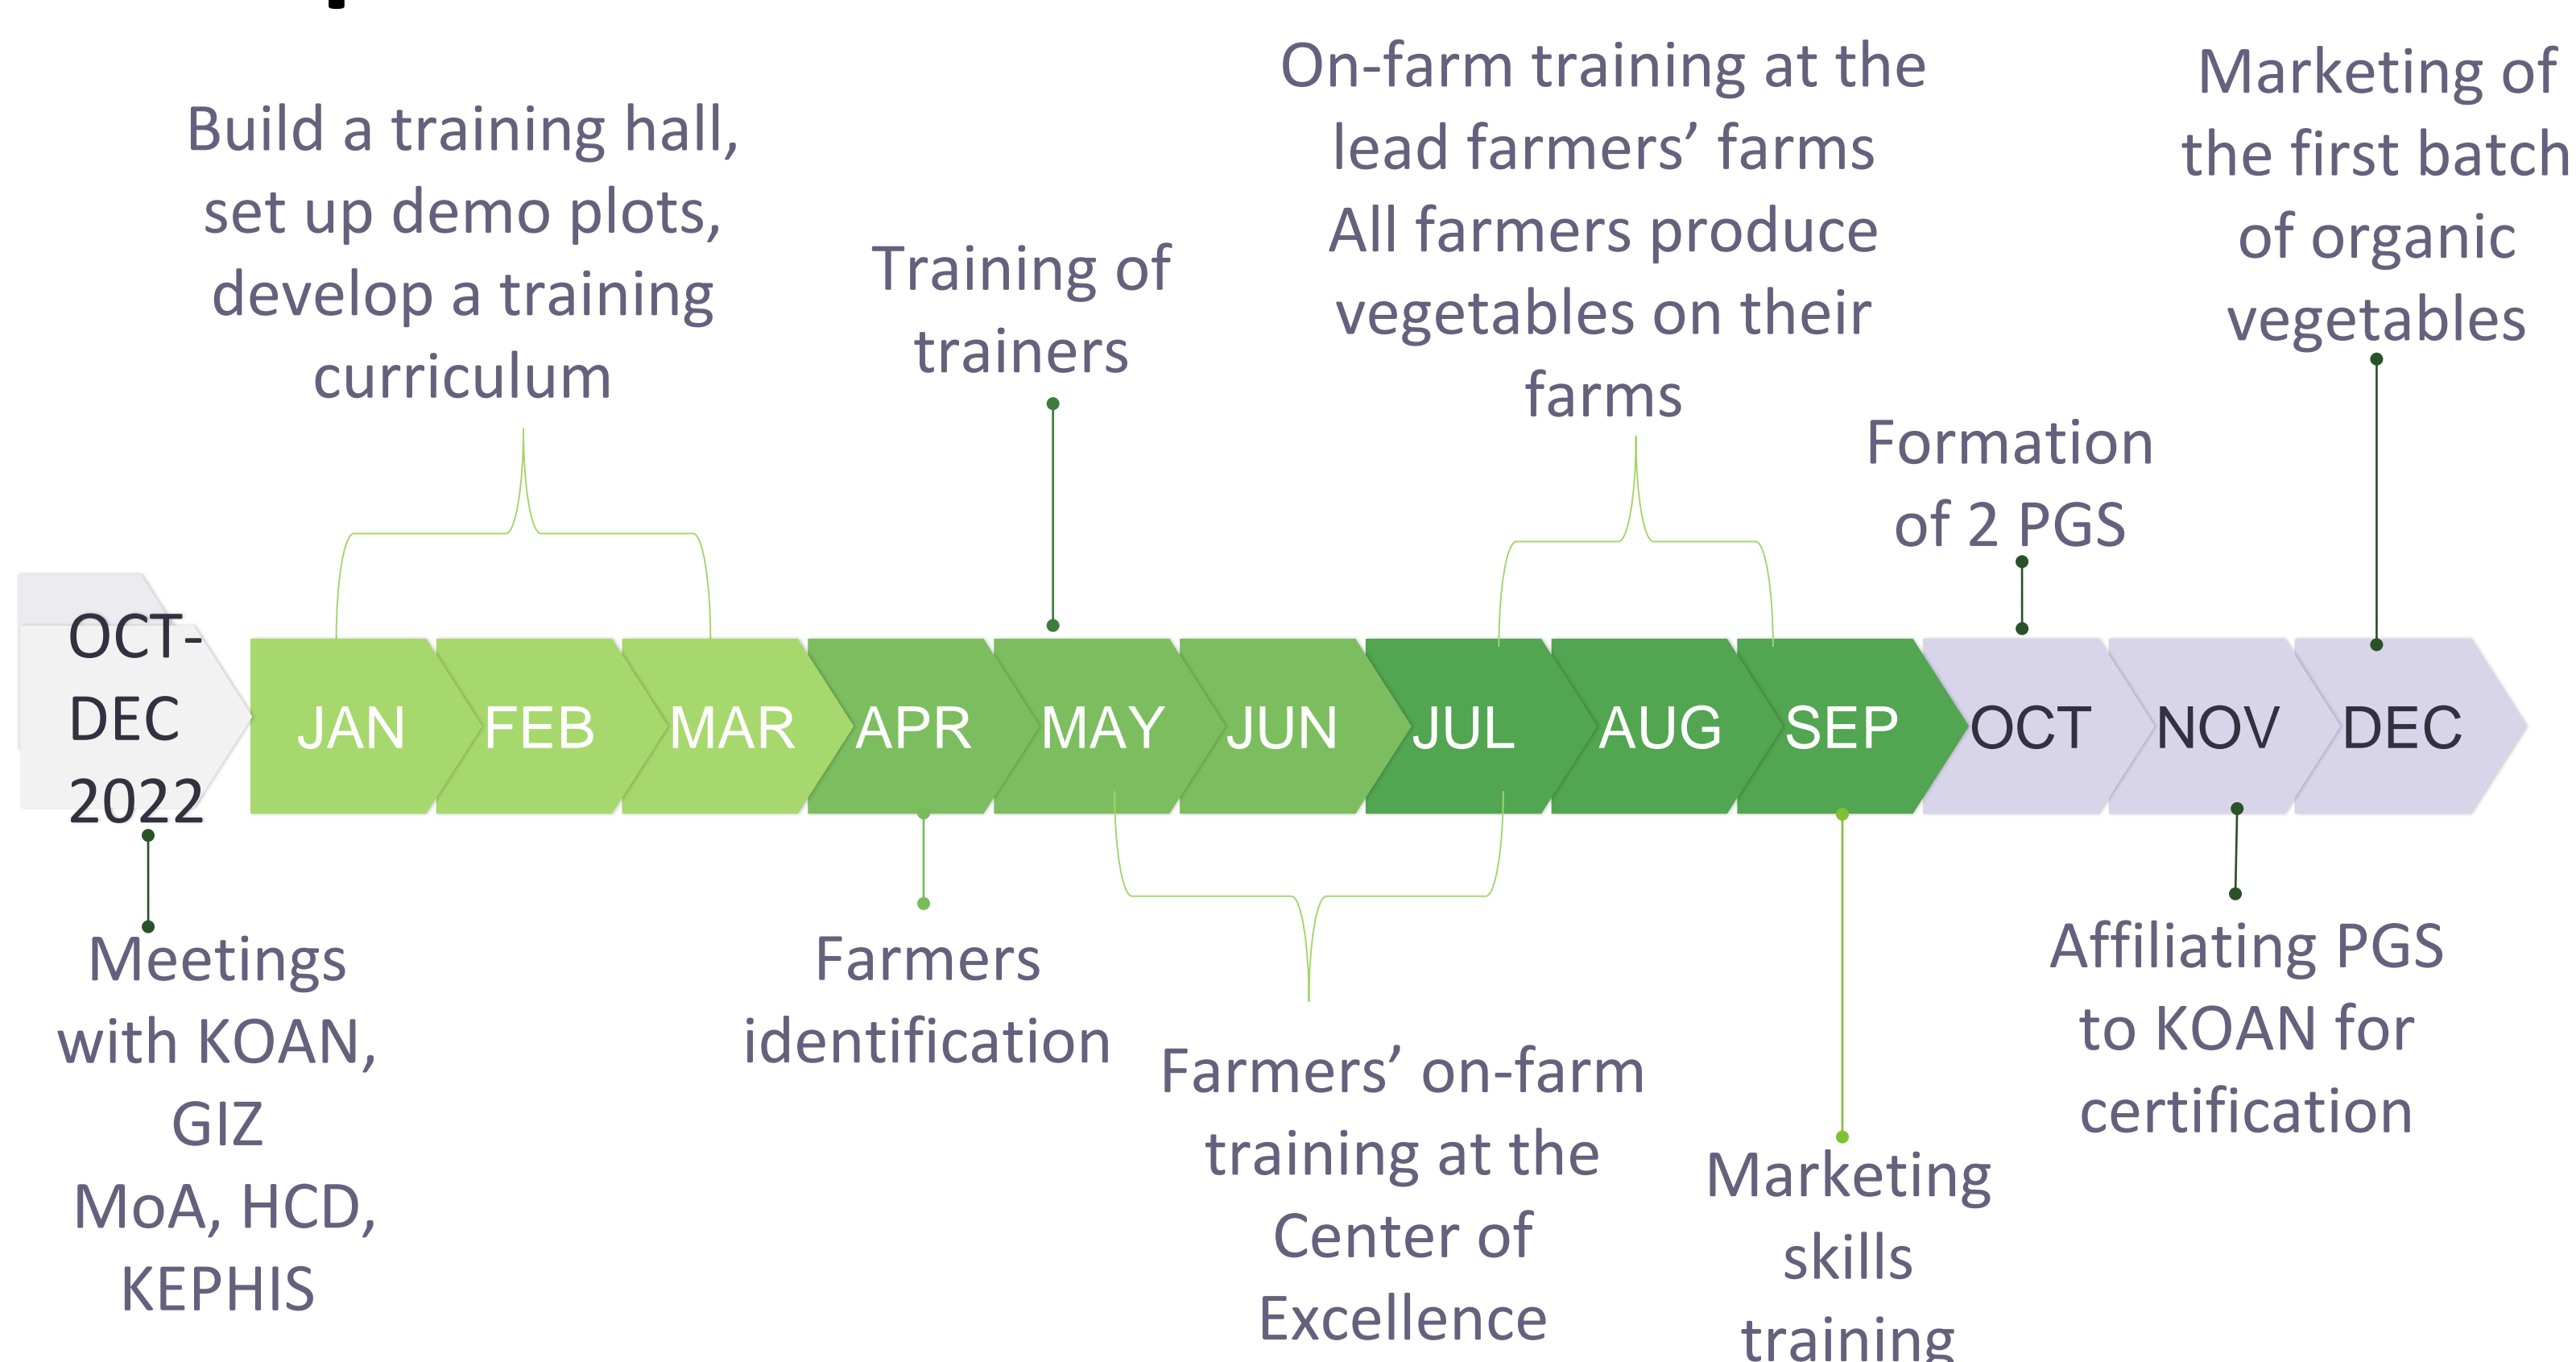 Build a training hall,
set up demo plots,
develop a training
curriculum
Training of
trainers
On-farm training at the
lead farmers’ farms
All farmers produce
vegetables on their
farms
Formation
of 2 PGS
Marketing of
the first batch
of organic
vegetables
OCT-
DEC
2022
JAN
FEB
MAR
APR
MAY
JUN
JUL
AUG
SEP
OCT
NOV
DEC
Meetings
with KOAN,
GIZ
MoA, HCD,
KEPHIS
Farmers
identification
Farmers’ on-farm
training at the
Center of
Excellence
Marketing
skills
training
Affiliating PGS
to KOAN for
certification